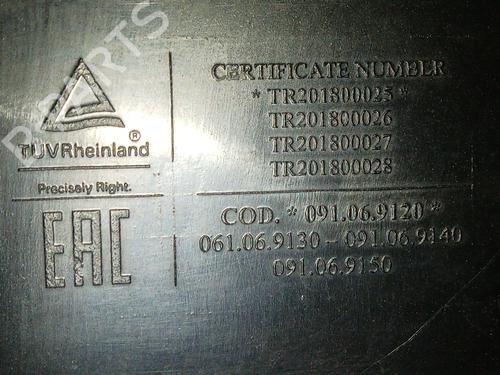 CERTIFICATE NUMBER
* TR201800025 *
TR201800026
TR201800027
TR201800028
TÜVRheinland®
Precisely Right.
EAC
COD. * 091.06.9120 *
061.06.9130 - 091.06.9140
091.06.9150